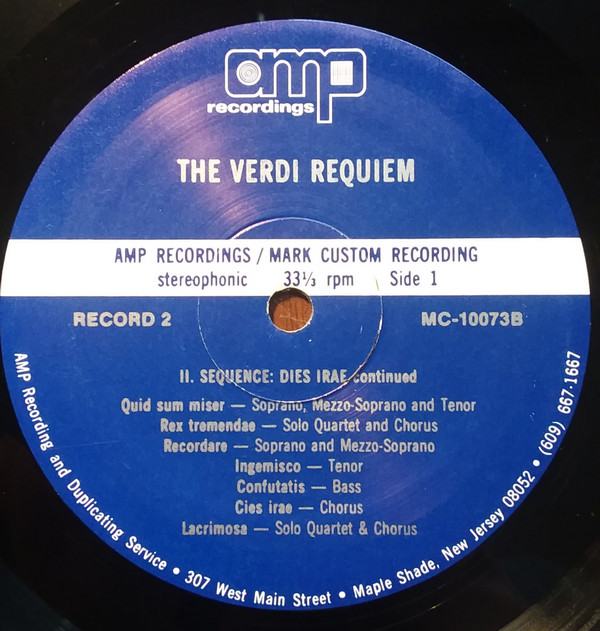 amp
recordings
THE VERDI REQUIEM
AMP RECORDINGS / MARK CUSTOM RECORDING
stereophonic 33⅓ rpm Side 1
RECORD 2 MC-10073B
II. SEQUENCE: DIES IRAE continued
Quid sum miser — Soprano, Mezzo-Soprano and Tenor
Rex tremendae — Solo Quartet and Chorus
Recordare — Soprano and Mezzo-Soprano
Ingemisco — Tenor
Confutatis — Bass
Cies irae — Chorus
Lacrimosa — Solo Quartet & Chorus
AMP Recording and Duplicating Service • 307 West Main Street • Maple Shade, New Jersey 08052 • (609) 667-1667